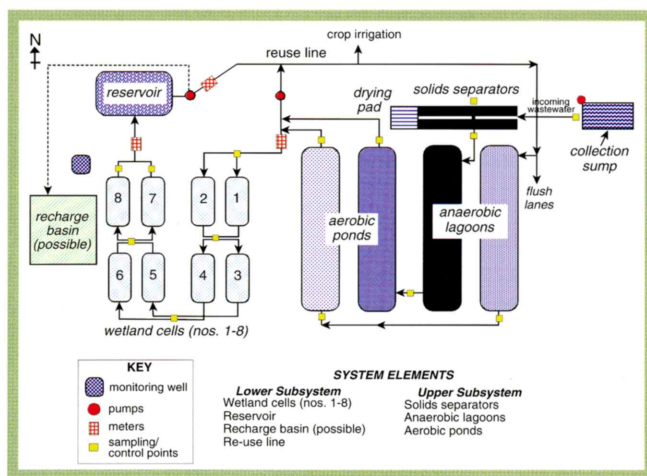 N
crop irrigation
reuse line
reservoir
drying
pad
solids separators
incoming
wastewater
collection
sump
flush
lanes
8
7
2
1
recharge
basin
(possible)
aerobic
ponds
anaerobic
lagoons
6
5
4
3
wetland cells (nos. 1-8)
KEY
monitoring well
pumps
meters
sampling/
control points
SYSTEM ELEMENTS
Lower Subsystem
Wetland cells (nos. 1-8)
Reservoir
Recharge basin (possible)
Re-use line
Upper Subsystem
Solids separators
Anaerobic lagoons
Aerobic ponds